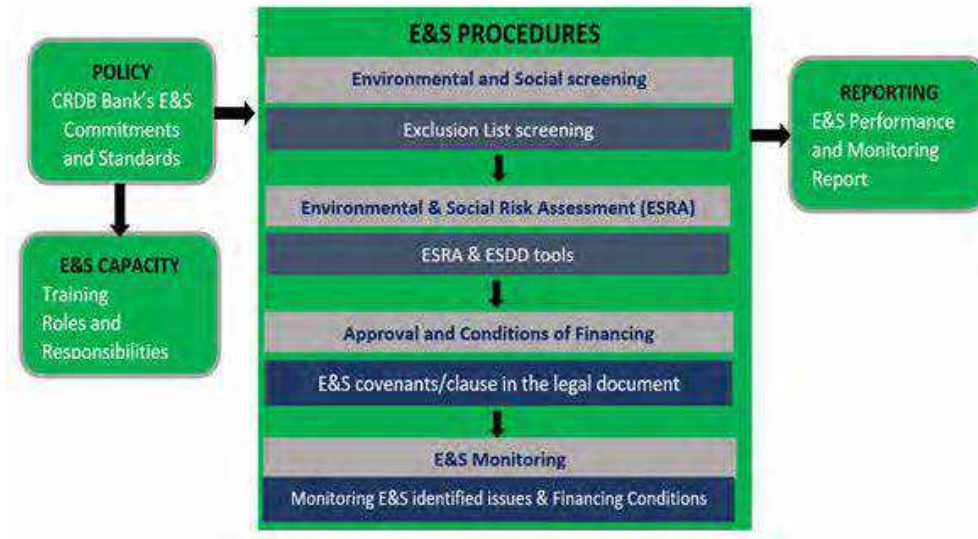 POLICY
CRDB Bank's E&S
Commitments
and Standards
E&S CAPACITY
Training
Roles and
Responsibilities
E&S PROCEDURES
Environmental and Social screening
Exclusion List screening
Environmental & Social Risk Assessment (ESRA)
ESRA & ESDD tools
Approval and Conditions of Financing
E&S covenants/clause in the legal document
E&S Monitoring
Monitoring E&S identified issues & Financing Conditions
REPORTING
E&S Performance
and Monitoring
Report